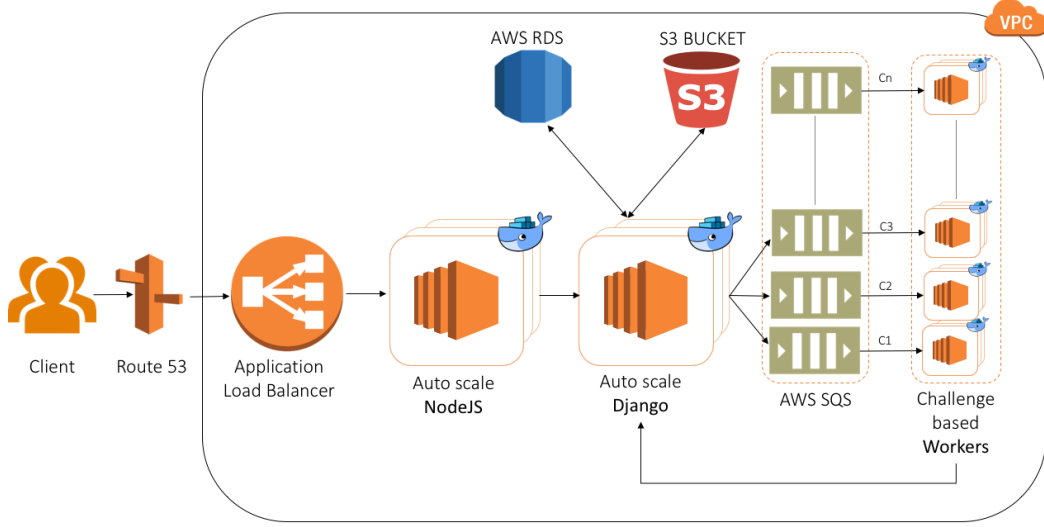 VPC
AWS RDS
S3 BUCKET
S3
Cn
C3
C2
C1
Client
Route 53
Application
Load Balancer
Auto scale
NodeJS
Auto scale
Django
AWS SQS
Challenge
based
Workers